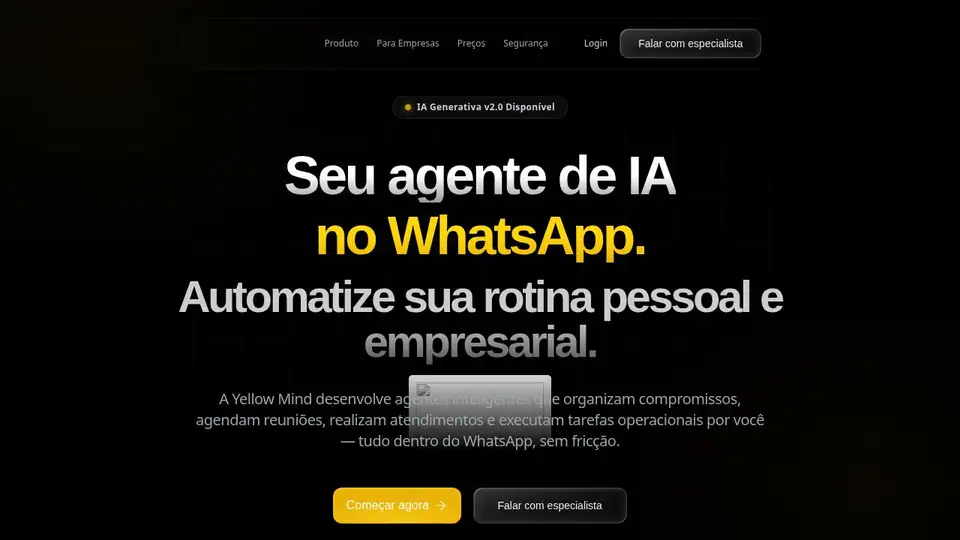 Produto Para Empresas Preços Segurança Login Falar com especialista
IA Generativa v2.0 Disponível
Seu agente de IA
no WhatsApp.
Automatize sua rotina pessoal e
empresarial.
A Yellow Mind desenvolve agentes inteligentes que organizam compromissos,
agendam reuniões, realizam atendimentos e executam tarefas operacionais por você
— tudo dentro do WhatsApp, sem fricção.
Começar agora → Falar com especialista